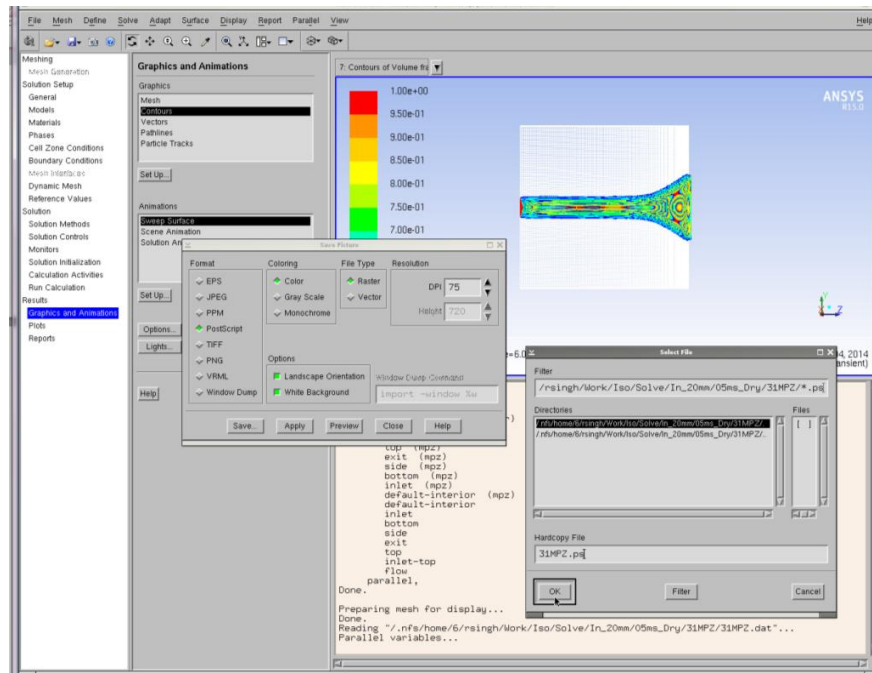 File Mesh Define Solve Adapt Surface Display Report Parallel View Help
Meshing
Mesh Generation
Solution Setup
General
Models
Materials
Phases
Cell Zone Conditions
Boundary Conditions
Mesh Interfaces
Dynamic Mesh
Reference Values
Solution
Solution Methods
Solution Controls
Monitors
Solution Initialization
Calculation Activities
Run Calculation
Results
Graphics and Animations
Plots
Reports
Graphics and Animations
Graphics
Mesh
Contours
Vectors
Pathlines
Particle Tracks
Set Up...
Animations
Sweep Surface
Scene Animation
Solution An
Set Up...
Options...
Lights...
Help
7: Contours of Volume fra
1.00e+00
9.50e-01
9.00e-01
8.50e-01
8.00e-01
7.50e-01
7.00e-01
ANSYS
R15.0
Y
Z
=6.0
04, 2014
ansient)
Save Picture
Format
EPS
JPEG
PPM
PostScript
TIFF
PNG
VRML
Window Dump
Coloring
Color
Gray Scale
Monochrome
File Type
Raster
Vector
Resolution
DPI 75
Height 720
Options
Landscape Orientation
White Background
Window Dump Command
import -window %w
Save... Apply Preview Close Help
Select File
Filter
/rsingh/Work/Iso/Solve/In_20mm/05ms_Dry/31MPZ/*.ps
Directories
/.nfs/home/6/rsingh/Work/Iso/Solve/In_20mm/05ms_Dry/31MPZ/.
/.nfs/home/6/rsingh/Work/Iso/Solve/In_20mm/05ms_Dry/31MPZ/..
Files
[ ]
Hardcopy File
31MPZ.ps
OK Filter Cancel
)
top (mpz)
exit (mpz)
side (mpz)
bottom (mpz)
inlet (mpz)
default-interior (mpz)
default-interior
inlet
bottom
side
exit
top
inlet-top
flow
parallel,
Done.
Preparing mesh for display...
Done.
Reading "/.nfs/home/6/rsingh/Work/Iso/Solve/In_20mm/05ms_Dry/31MPZ/31MPZ.dat"...
Parallel variables...